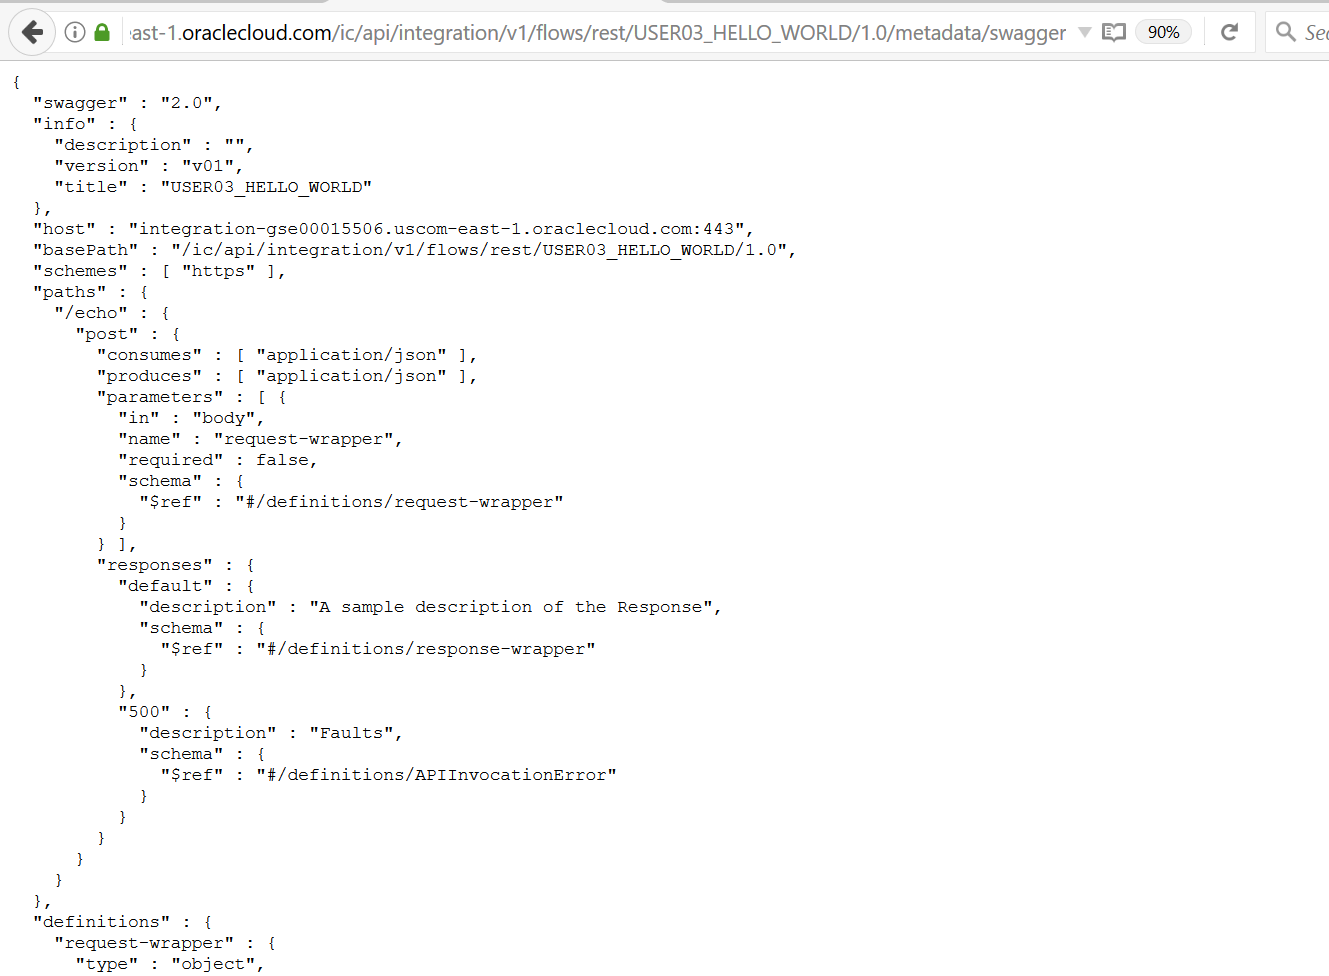 east-1.oraclecloud.com/ic/api/integration/v1/flows/rest/USER03_HELLO_WORLD/1.0/metadata/swagger 90%
{
  "swagger" : "2.0",
  "info" : {
    "description" : "",
    "version" : "v01",
    "title" : "USER03_HELLO_WORLD"
  },
  "host" : "integration-gse00015506.uscom-east-1.oraclecloud.com:443",
  "basePath" : "/ic/api/integration/v1/flows/rest/USER03_HELLO_WORLD/1.0",
  "schemes" : [ "https" ],
  "paths" : {
    "/echo" : {
      "post" : {
        "consumes" : [ "application/json" ],
        "produces" : [ "application/json" ],
        "parameters" : [ {
          "in" : "body",
          "name" : "request-wrapper",
          "required" : false,
          "schema" : {
            "$ref" : "#/definitions/request-wrapper"
          }
        } ],
        "responses" : {
          "default" : {
            "description" : "A sample description of the Response",
            "schema" : {
              "$ref" : "#/definitions/response-wrapper"
            }
          },
          "500" : {
            "description" : "Faults",
            "schema" : {
              "$ref" : "#/definitions/APIInvocationError"
            }
          }
        }
      }
    }
  },
  "definitions" : {
    "request-wrapper" : {
      "type" : "object",